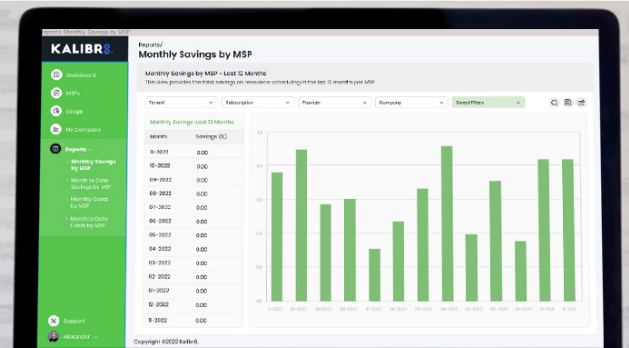 Reports: Monthly Savings by MSP
KALIBR8.
Dashboard
MSPs
Usage
My Company
Reports
Monthly Savings
by MSP
Month to Date
Savings by MSP
Monthly Costs
by MSP
Month to Date
Costs by MSP
Support
Alexander
Reports/
Monthly Savings by MSP
Monthly Savings by MSP - Last 12 Months
This view provides the total savings on resource scheduling in the last 12 months per MSP
Tenant
Subscription
Provider
Company
Saved Filters
Monthly Savings-Last 12 Months
Month Savings ($)
11-2022 0.00
10-2022 0.00
09-2022 0.00
08-2022 0.00
07-2022 0.00
06-2022 0.00
05-2022 0.00
04-2022 0.00
03-2022 0.00
02-2022 0.00
01-2022 0.00
12-2022 0.00
11-2022 0.00
Copyright ©2022 Kalibr8.